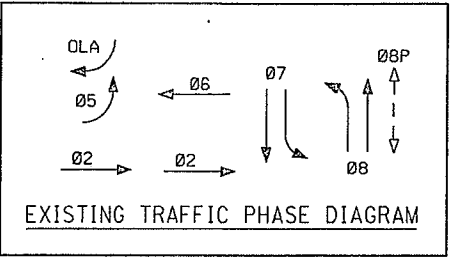 OLA
Ø5
Ø6
Ø7
Ø8P
Ø2
Ø2
Ø8
EXISTING TRAFFIC PHASE DIAGRAM